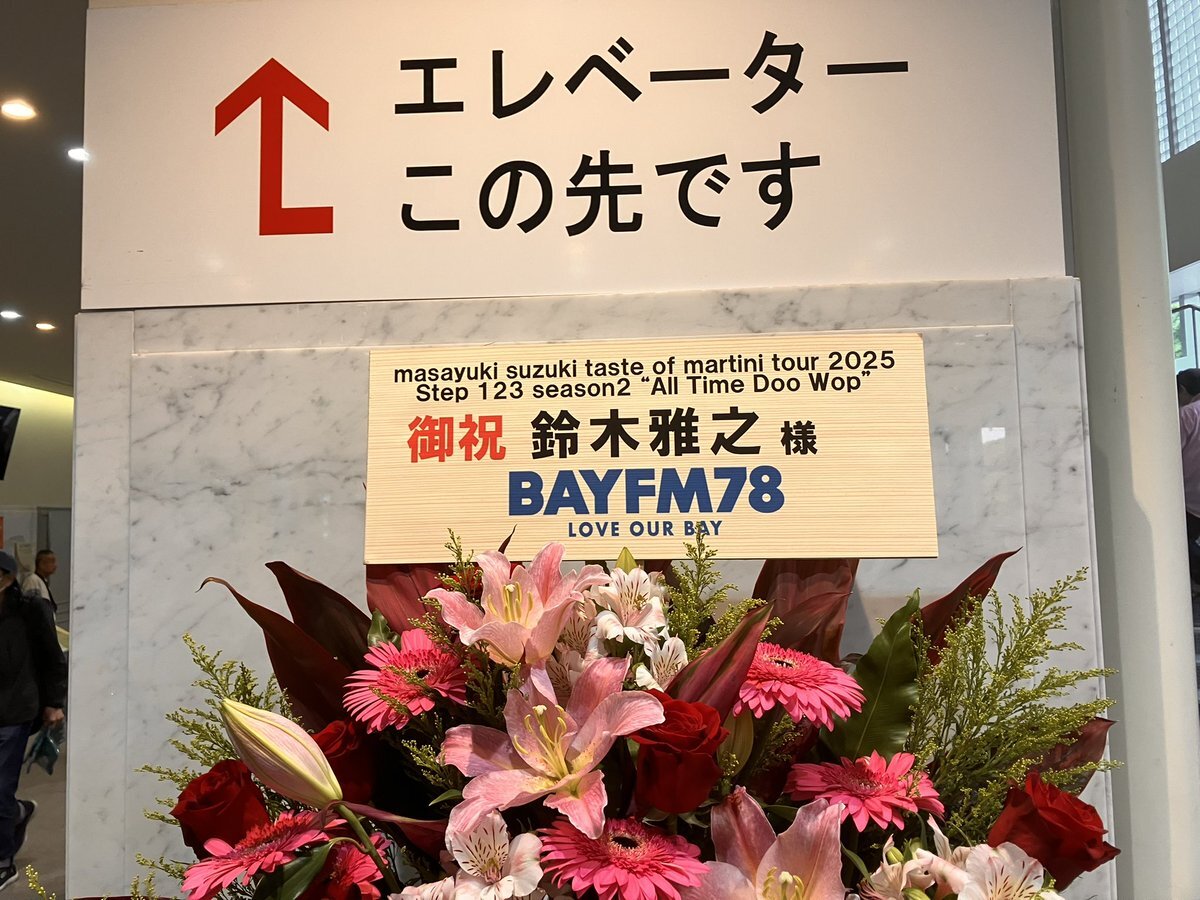 エレベーター
この先です
masayuki suzuki taste of martini tour 2025
Step 123 season2 “All Time Doo Wop”
御祝 鈴木雅之 様
BAYFM78
LOVE OUR BAY